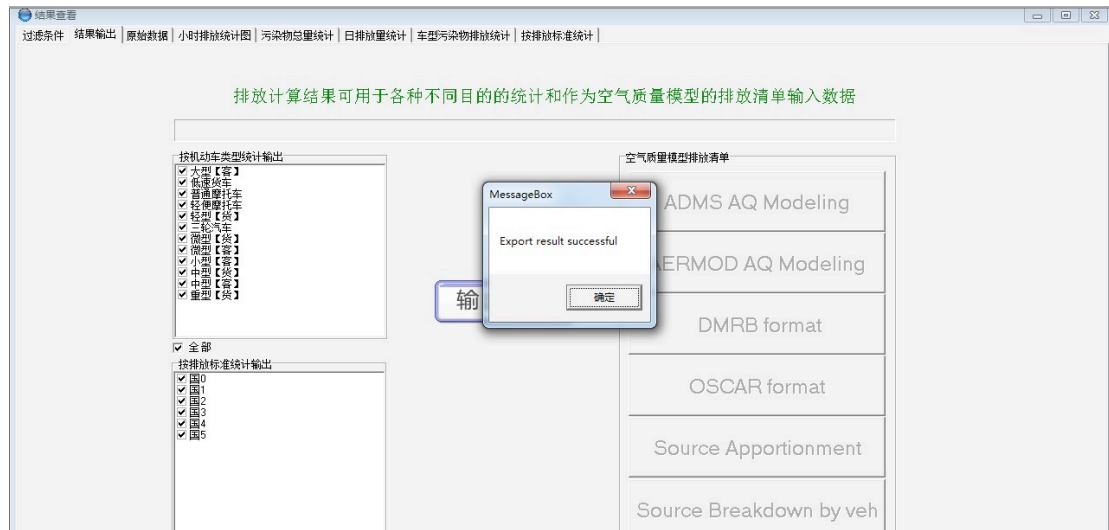 结果查看
过滤条件 结果输出 原始数据 小时排放统计图 污染物总量统计 日排放量统计 车型污染物排放统计 按排放标准统计
排放计算结果可用于各种不同目的的统计和作为空气质量模型的排放清单输入数据
按机动车类型统计输出
大型【客】
低速货车
普通摩托车
轻便摩托车
轻型【货】
三轮汽车
微型【货】
微型【客】
小型【客】
中型【货】
中型【客】
重型【货】
全部
按排放标准统计输出
国0
国1
国2
国3
国4
国5
输
MessageBox
Export result successful
确定
空气质量模型排放清单
ADMS AQ Modeling
AERMOD AQ Modeling
DMRB format
OSCAR format
Source Apportionment
Source Breakdown by veh